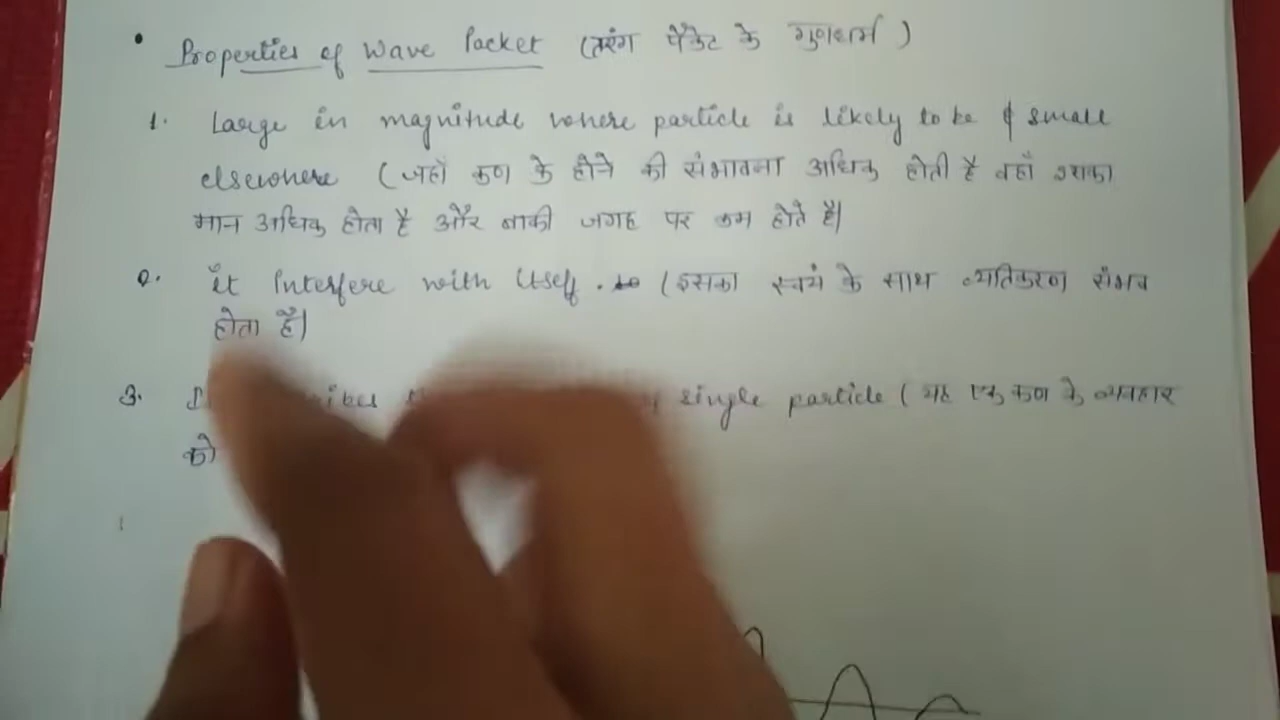 • Properties of Wave Packet (तरंग पैकेट के गुणधर्म)
1. Large in magnitude where particle is likely to be & small
elsewhere (जहाँ कण के होने की संभावना अधिक होती है वहाँ इसका
मान अधिक होता है और बाकी जगह पर कम होते है।
2. it Interfere with itself. (इसका स्वयं के साथ व्यतिकरण संभव
होता है।
3. single particle (यह एक कण के व्यवहार
को